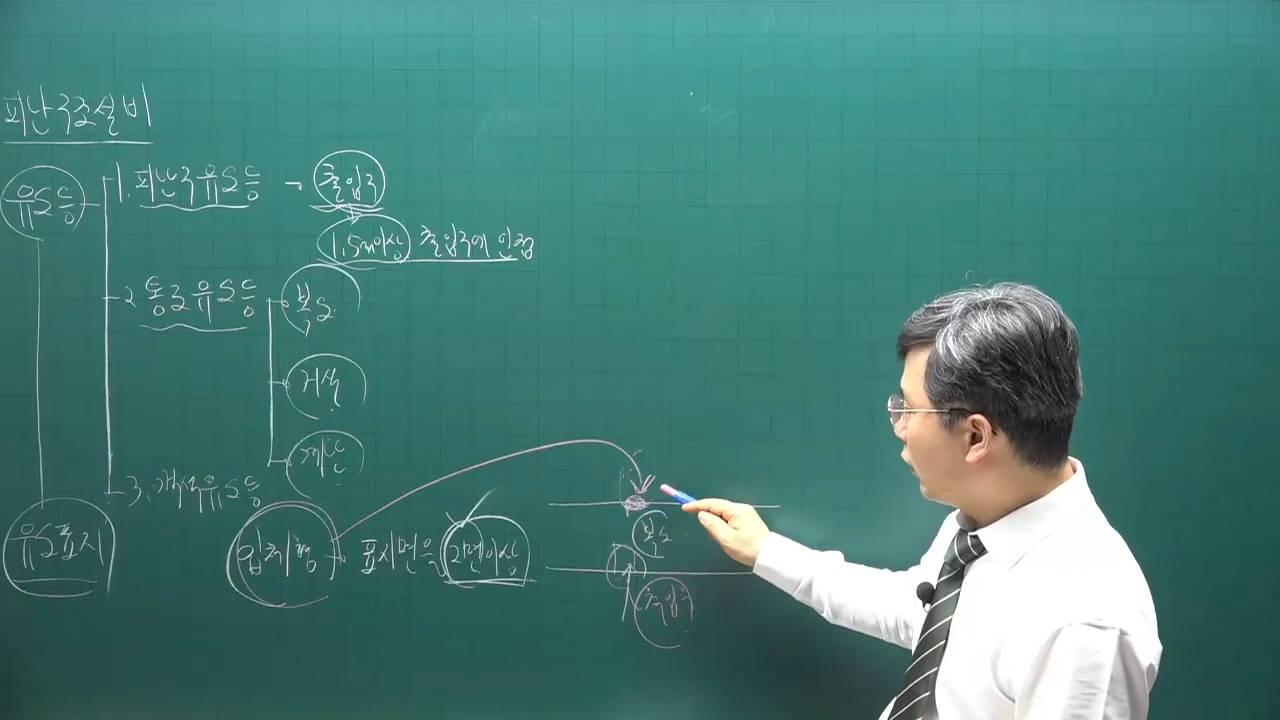 피난구조설비
유도등
1. 피난구유도등 → 출입구
1.5m이상 출입구에 인접
2. 통로유도등
복도
거실
계단
3. 객석유도등
유도표지
입체형 → 표지면은 2면이상
복도
출입구